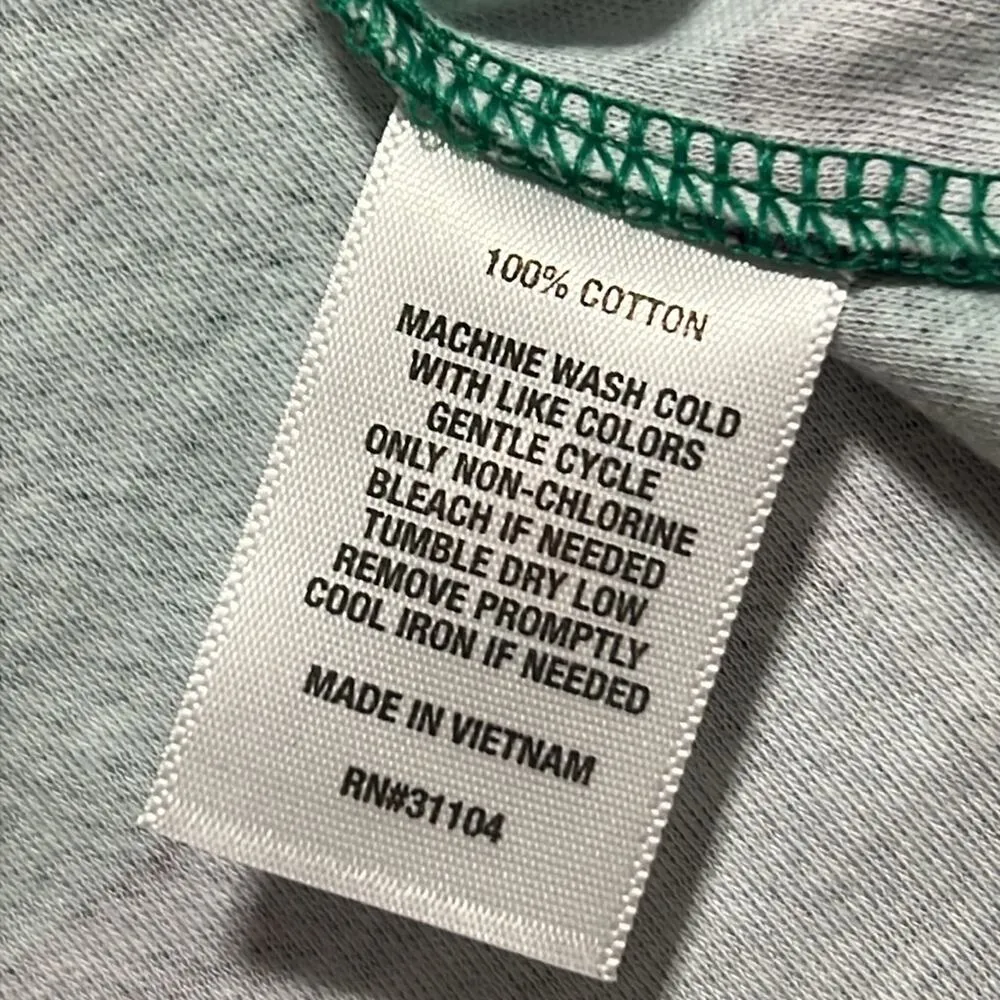 100% COTTON
MACHINE WASH COLD
WITH LIKE COLORS
GENTLE CYCLE
ONLY NON-CHLORINE
BLEACH IF NEEDED
TUMBLE DRY LOW
REMOVE PROMPTLY
COOL IRON IF NEEDED
MADE IN VIETNAM
RN#31104